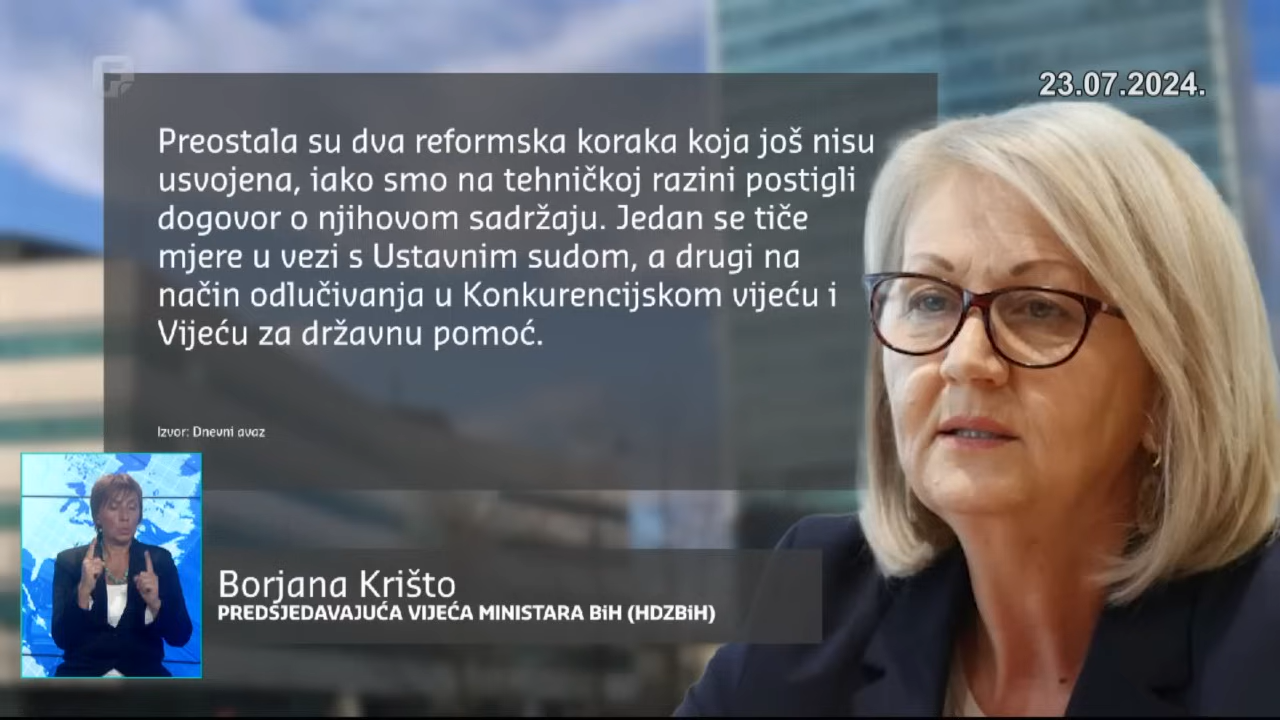 23.07.2024.
Preostala su dva reformska koraka koja još nisu
usvojena, iako smo na tehničkoj razini postigli
dogovor o njihovom sadržaju. Jedan se tiče
mjere u vezi s Ustavnim sudom, a drugi na
način odlučivanja u Konkurencijskom vijeću i
Vijeću za državnu pomoć.
Izvor: Dnevni avaz
Borjana Krišto
PREDSJEDAVAJUĆA VIJEĆA MINISTARA BiH (HDZBiH)